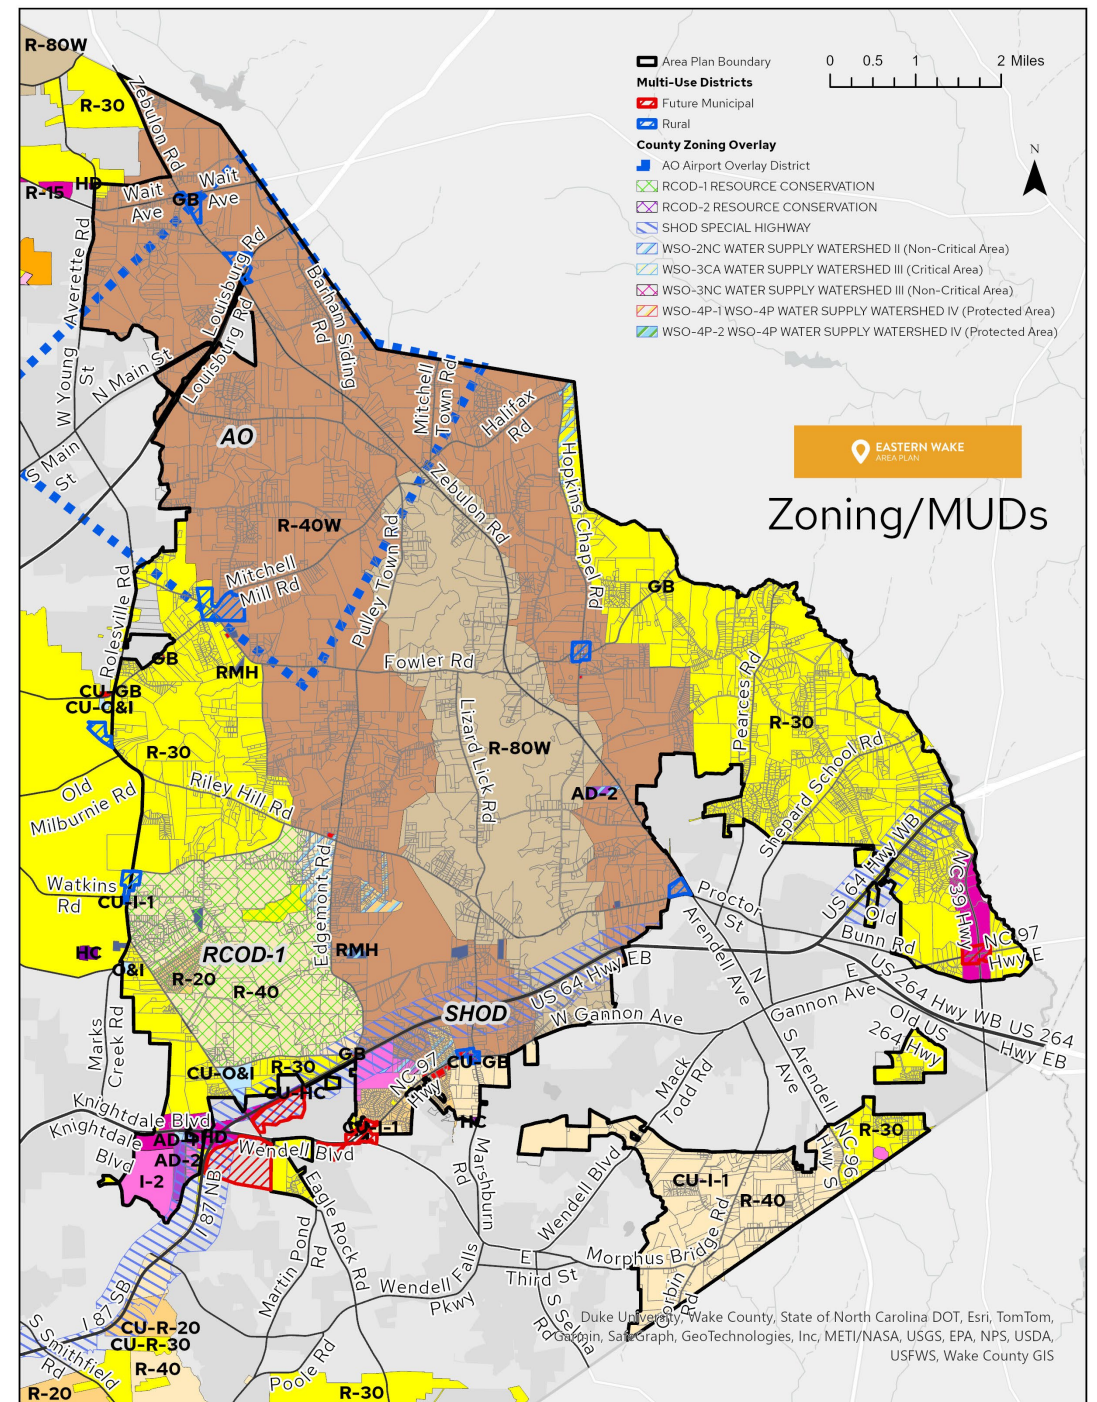 Area Plan Boundary
Multi-Use Districts
Future Municipal
Rural
County Zoning Overlay
AO Airport Overlay District
RCOD-1 RESOURCE CONSERVATION
RCOD-2 RESOURCE CONSERVATION
SHOD SPECIAL HIGHWAY
WSO-2NC WATER SUPPLY WATERSHED II (Non-Critical Area)
WSO-3CA WATER SUPPLY WATERSHED III (Critical Area)
WSO-3NC WATER SUPPLY WATERSHED III (Non-Critical Area)
WSO-4P-1 WSO-4P WATER SUPPLY WATERSHED IV (Protected Area)
WSO-4P-2 WSO-4P WATER SUPPLY WATERSHED IV (Protected Area)
0 0.5 1 2 Miles
N
EASTERN WAKE
AREA PLAN
Zoning/MUDs
R-80W
R-30
Zebulon Rd
HD
R-15
Wait
Ave
Wait
Ave
GB
W Young
St
Averette Rd
Louisburg Rd
Louisburg Rd
Barham Siding
Rd
N Main St
S Main
St
Mitchell
Town Rd
Halifax
Rd
AO
Zebulon Rd
Hopkins Chapel Rd
R-40W
Mitchell
Mill Rd
Pulley Town Rd
Rolesville Rd
GB
GB
RMH
Fowler Rd
CU-GB
CU-O&I
Pearces Rd
R-30
Lizard Lick Rd
R-80W
R-30
Shepard School Rd
Old
Milburnie Rd
Riley Hill Rd
AD-2
US 64 Hwy WB
Edgemont Rd
NC 39 Hwy
Watkins
Rd
CU-I-1
Proctor
St
Old
Bunn Rd
Arendell Ave
NC 97
Hwy E
HC
O&I
RCOD-1
RMH
R-20
R-40
US 64 Hwy EB
N
E
Gannon Ave
US 264 Hwy WB
US 264
Hwy EB
SHOD
W Gannon Ave
Old US
264 Hwy
Marks
Creek Rd
GB
CU-O&I
R-30
NC 97
Hwy
CU-GB
S Arendell
Ave
Mack
Todd Rd
CU-HC
Knightdale Blvd
Knightdale
Blvd
HD
HC
Wendell Blvd
AD-2
I-2
NC 96
Hwy S
R-30
Marshburn
Rd
Wendell Blvd
CU-I-1
R-40
I 87 NB
Eagle Rock Rd
Martin Pond
Rd
E
Third St
Morphus Bridge Rd
Wendell Falls
Pkwy
S Selma
Rd
Corbin
Rd
I 87 SB
CU-R-20
CU-R-30
R-40
S Smithfield
Rd
R-20
Poole Rd
R-30
Duke University, Wake County, State of North Carolina DOT, Esri, TomTom,
Garmin, SafeGraph, GeoTechnologies, Inc, METI/NASA, USGS, EPA, NPS, USDA,
USFWS, Wake County GIS